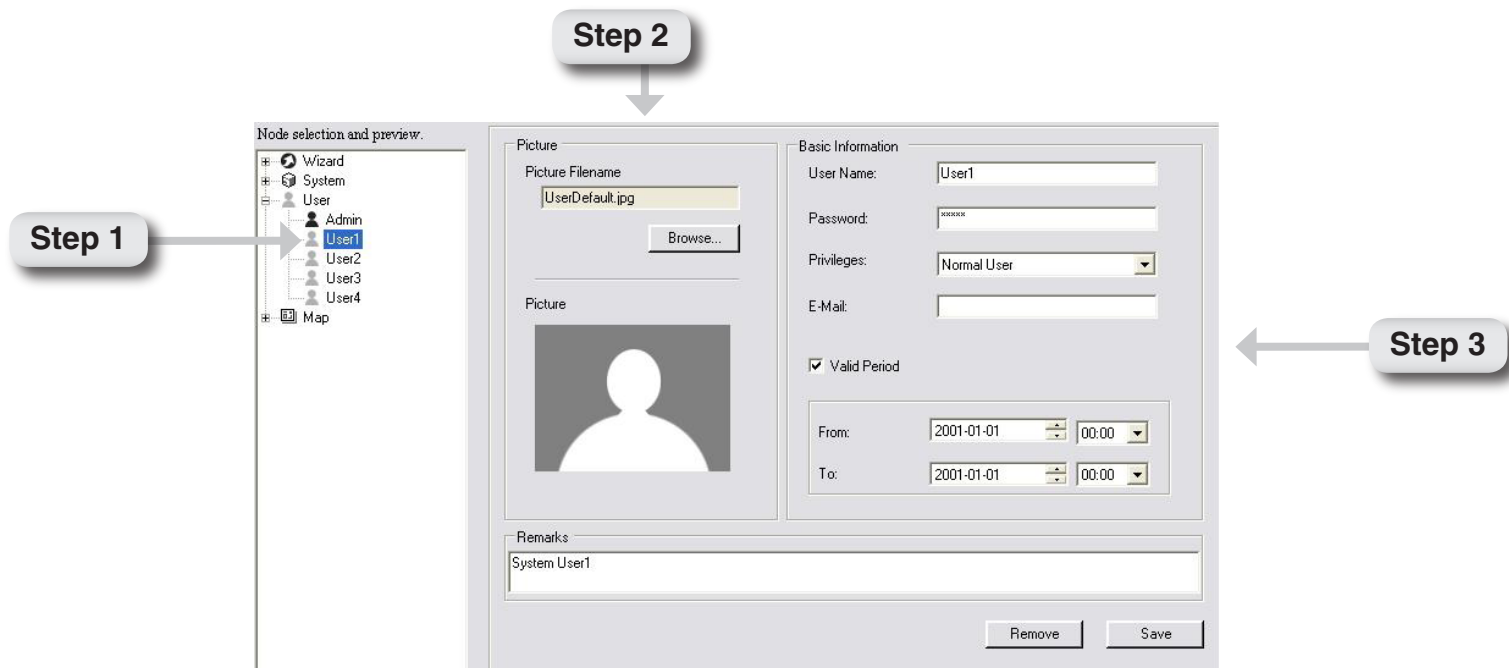 Step 2
Step 1
Step 3
Node selection and preview.
Wizard
System
User
Admin
User1
User2
User3
User4
Map
Picture
Picture Filename
UserDefault.jpg
Browse...
Picture
Basic Information
User Name: User1
Password: xxxxx
Privileges: Normal User
E-Mail:
Valid Period
From: 2001-01-01 00:00
To: 2001-01-01 00:00
Remarks
System User1
Remove Save